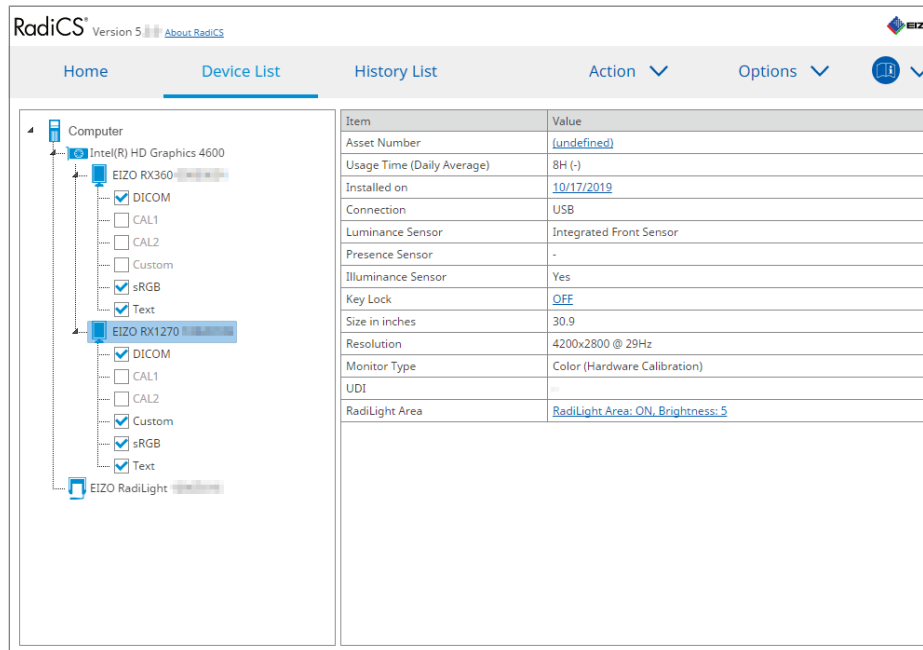 RadiCS® Version 5. About RadiCS
EIZO
Home Device List History List Action Options
Computer
Intel(R) HD Graphics 4600
EIZO RX360
DICOM
CAL1
CAL2
Custom
sRGB
Text
EIZO RX1270
DICOM
CAL1
CAL2
Custom
sRGB
Text
EIZO RadiLight
Item Value
Asset Number (undefined)
Usage Time (Daily Average) 8H (-)
Installed on 10/17/2019
Connection USB
Luminance Sensor Integrated Front Sensor
Presence Sensor -
Illuminance Sensor Yes
Key Lock OFF
Size in inches 30.9
Resolution 4200x2800 @ 29Hz
Monitor Type Color (Hardware Calibration)
UDI
RadiLight Area RadiLight Area: ON, Brightness: 5